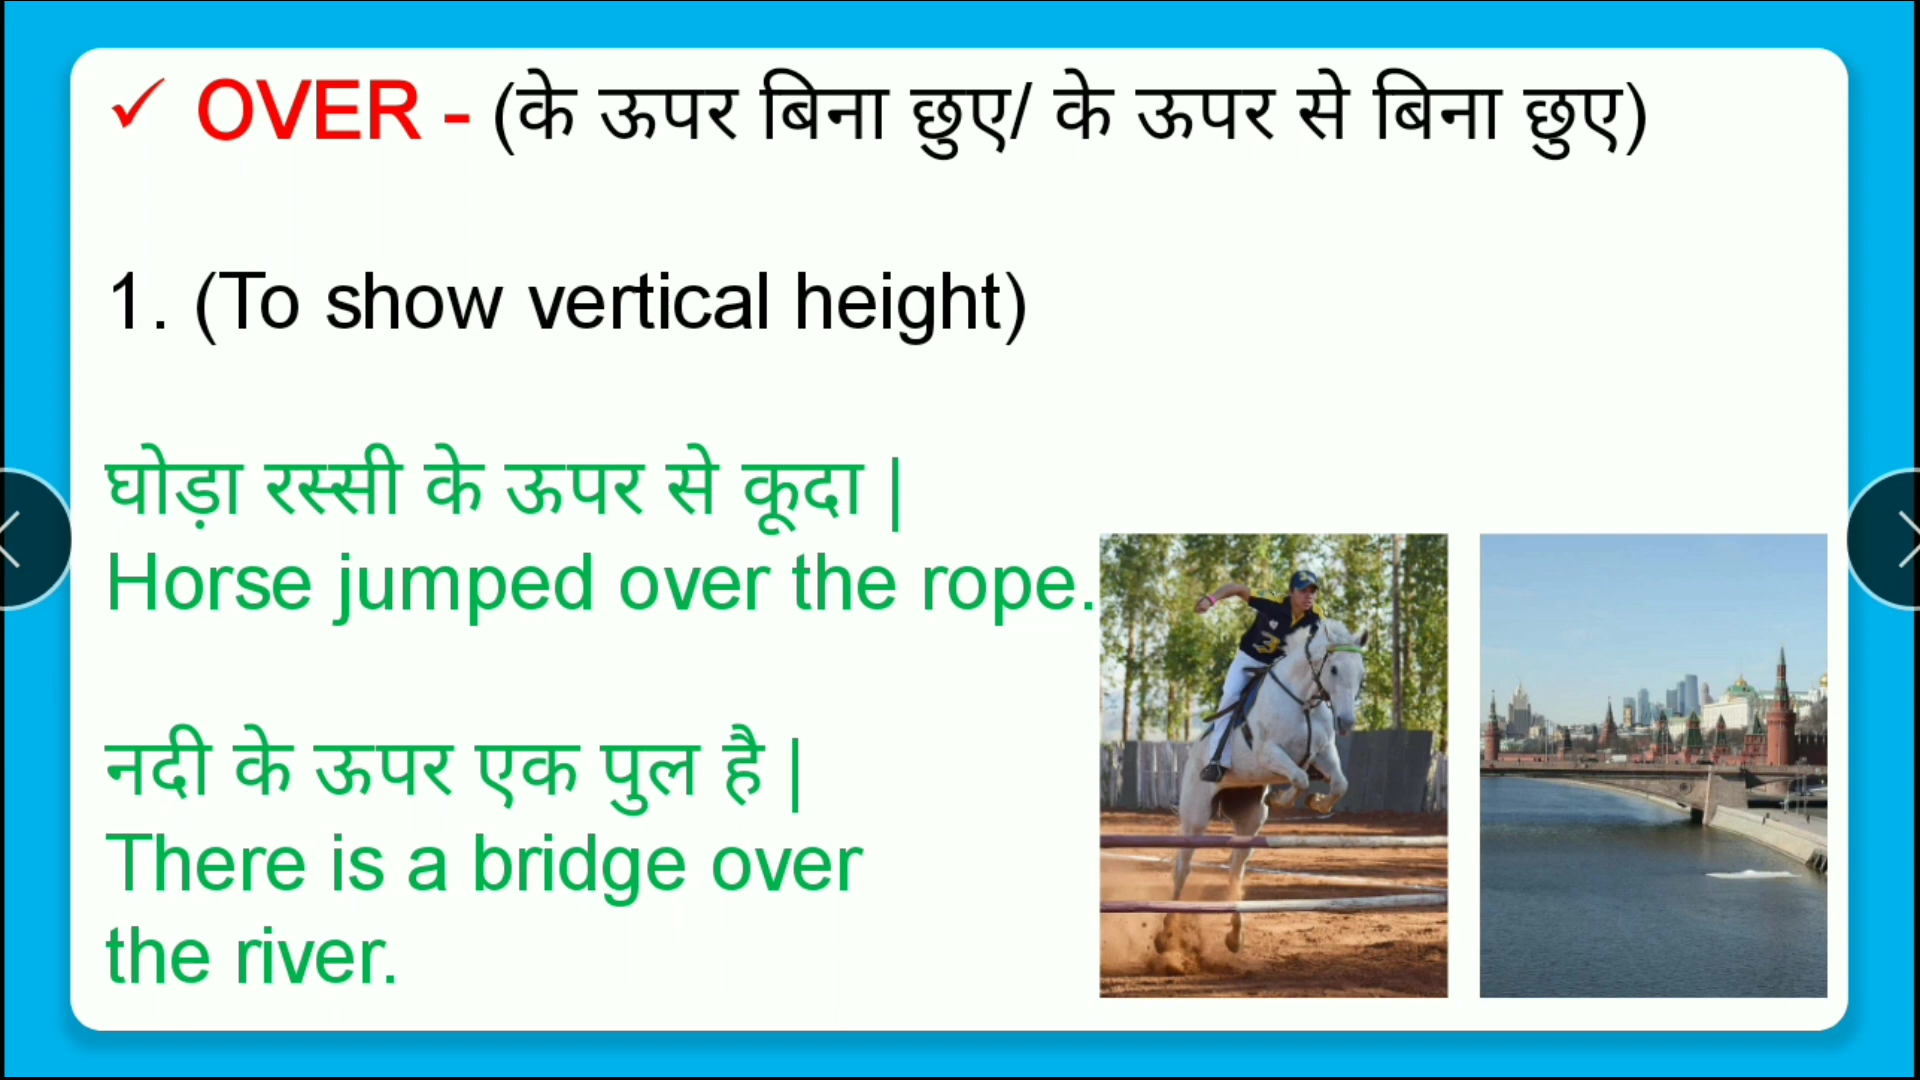 ✓ OVER - (के ऊपर बिना छुए/ के ऊपर से बिना छुए)
1. (To show vertical height)
घोड़ा रस्सी के ऊपर से कूदा |
Horse jumped over the rope.
नदी के ऊपर एक पुल है |
There is a bridge over
the river.